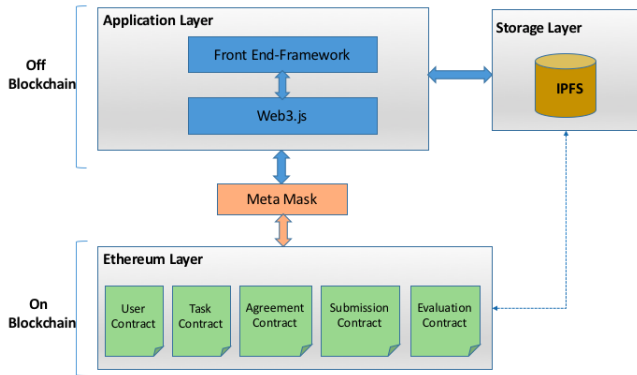 Application Layer
Front End-Framework
Web3.js
Storage Layer
IPFS
Off
Blockchain
Meta Mask
On
Blockchain
Ethereum Layer
User
Contract
Task
Contract
Agreement
Contract
Submission
Contract
Evaluation
Contract